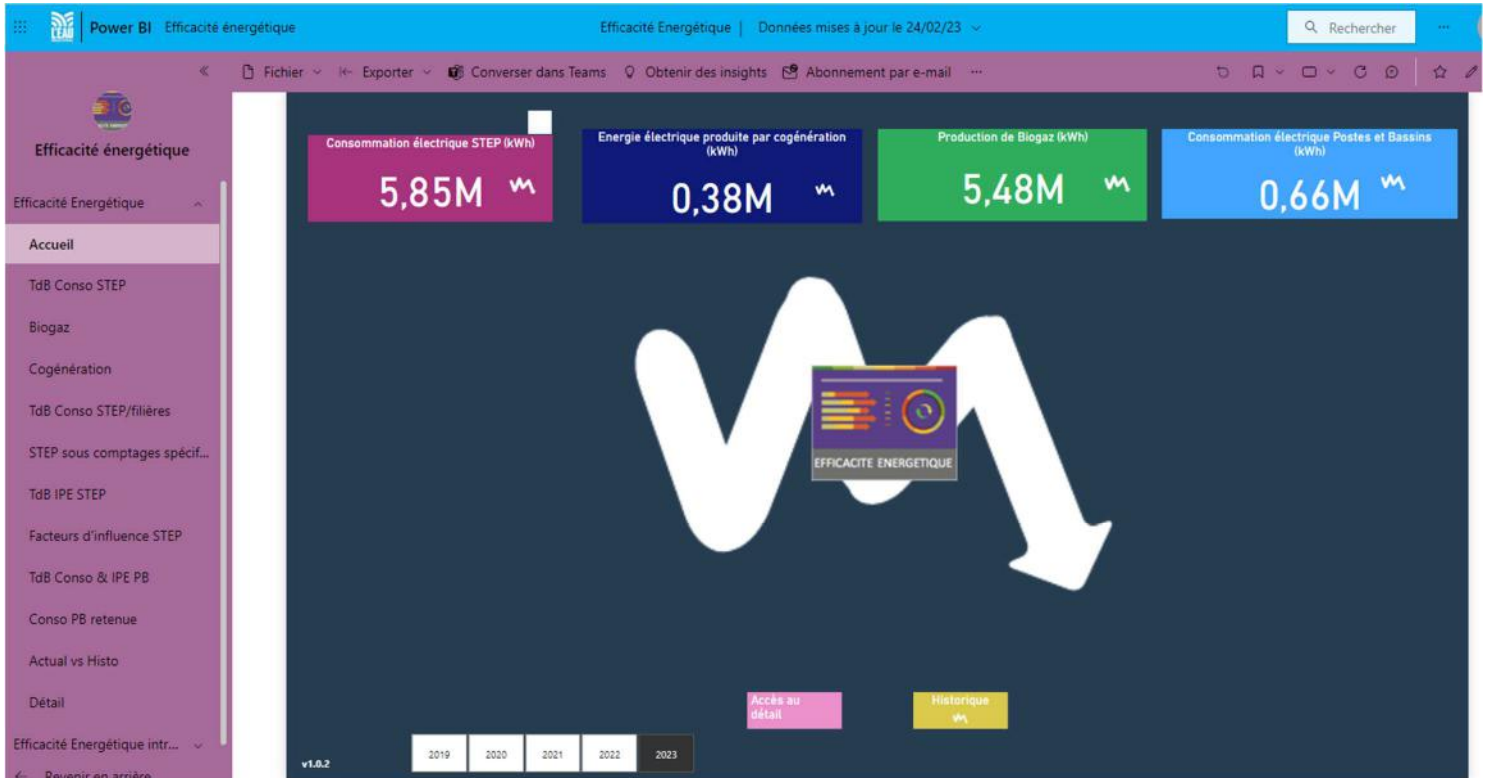 L'EAU
Power BI Efficacité énergétique
Efficacité Energétique | Données mises à jour le 24/02/23
Rechercher
Fichier
Exporter
Converser dans Teams
Obtenir des insights
Abonnement par e-mail
Efficacité énergétique
Efficacité Energétique
Accueil
TdB Conso STEP
Biogaz
Cogénération
TdB Conso STEP/filières
STEP sous comptages spécif...
TdB IPE STEP
Facteurs d'influence STEP
TdB Conso & IPE PB
Conso PB retenue
Actual vs Histo
Détail
Efficacité Energétique intr...
Revenir en arrière
Consommation électrique STEP (kWh)
5,85M
Energie électrique produite par cogénération
(kWh)
0,38M
Production de Biogaz (kWh)
5,48M
Consommation électrique Postes et Bassins
(kWh)
0,66M
EFFICACITE ENERGETIQUE
Accès au
détail
Historique
v1.0.2
2019
2020
2021
2022
2023